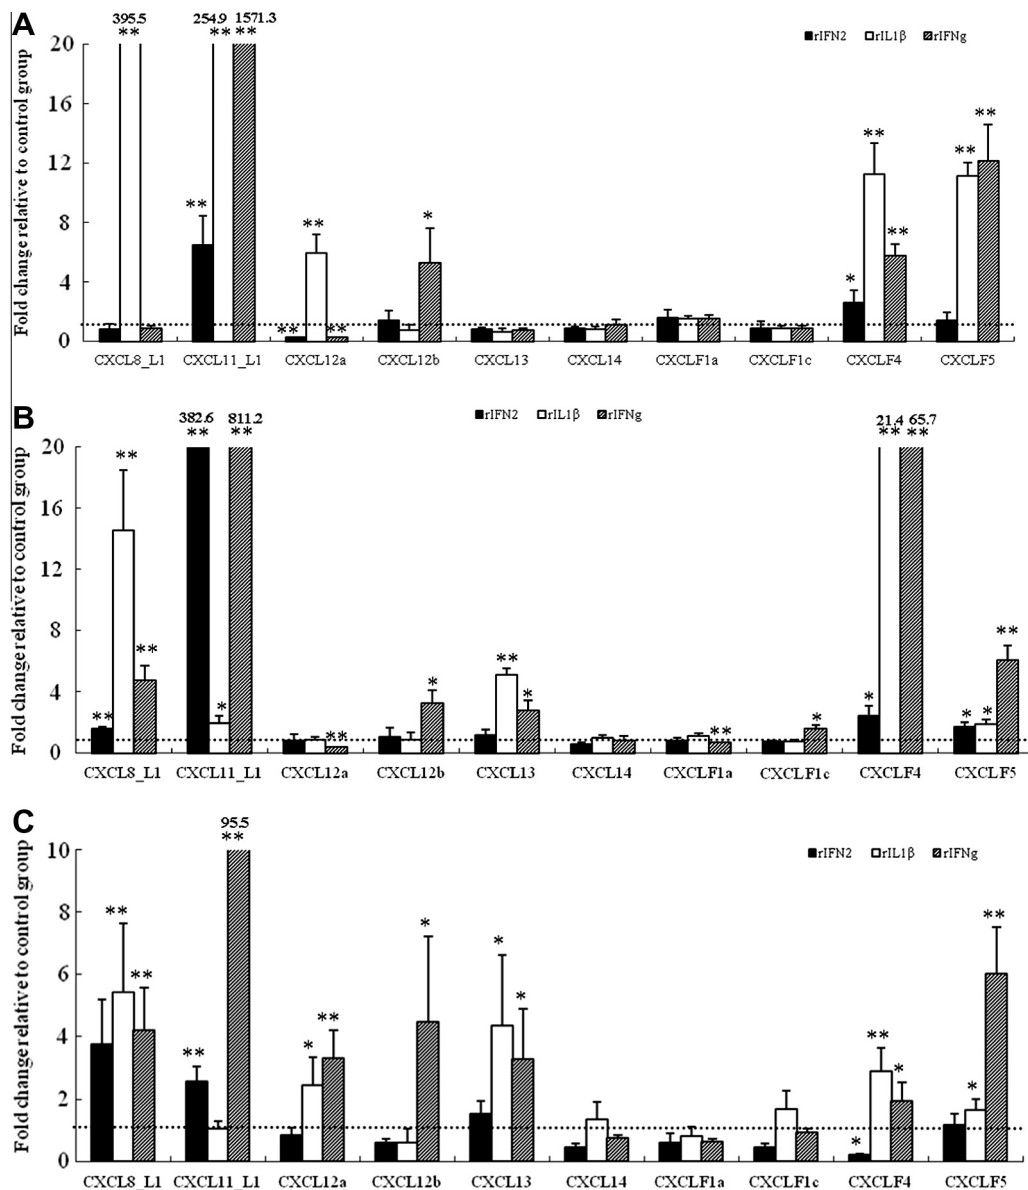 A
395.5 254.9 1571.3
** ** **
Fold change relative to control group
rIFN2 rIL1β rIFNg
20
16
12
8
4
0
** ** * ** ** ** * ** ** **
CXCL8_L1 CXCL11_L1 CXCL12a CXCL12b CXCL13 CXCL14 CXCLF1a CXCLF1c CXCLF4 CXCLF5
B
382.6 811.2 21.4 65.7
** ** ** **
Fold change relative to control group
rIFN2 rIL1β rIFNg
20
16
12
8
4
0
** ** ** * ** * ** * ** * * * * **
CXCL8_L1 CXCL11_L1 CXCL12a CXCL12b CXCL13 CXCL14 CXCLF1a CXCLF1c CXCLF4 CXCLF5
C
95.5
**
Fold change relative to control group
rIFN2 rIL1β rIFNg
10
8
6
4
2
0
** ** ** * ** * * * * ** * * **
CXCL8_L1 CXCL11_L1 CXCL12a CXCL12b CXCL13 CXCL14 CXCLF1a CXCLF1c CXCLF4 CXCLF5